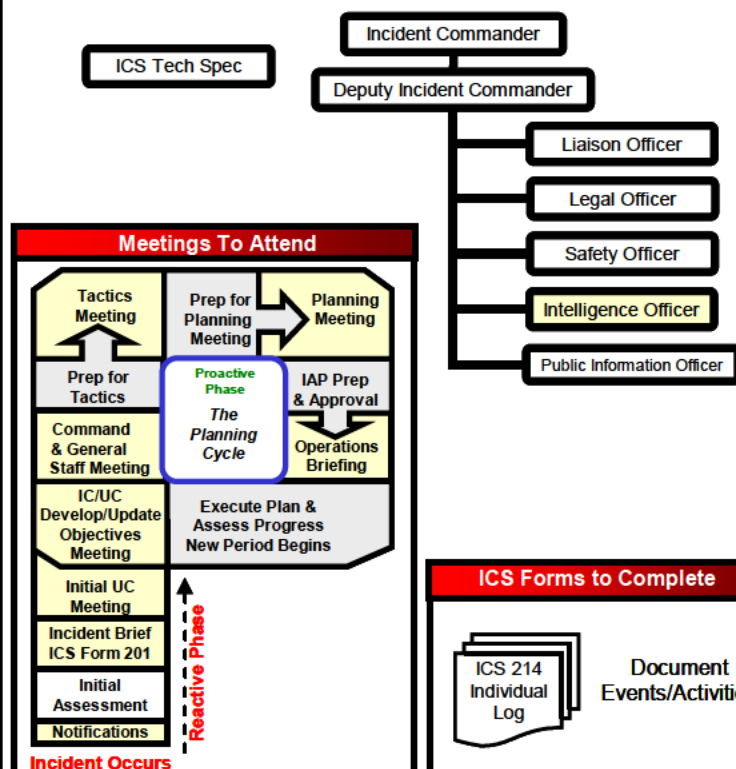 Incident Commander
ICS Tech Spec
Deputy Incident Commander
Liaison Officer
Legal Officer
Safety Officer
Intelligence Officer
Public Information Officer
Meetings To Attend
Tactics
Meeting
Prep for
Planning
Meeting
Planning
Meeting
Prep for
Tactics
Proactive
Phase
The
Planning
Cycle
IAP Prep
& Approval
Command
& General
Staff Meeting
Operations
Briefing
IC/UC
Develop/Update
Objectives
Meeting
Execute Plan &
Assess Progress
New Period Begins
Initial UC
Meeting
Incident Brief
ICS Form 201
Initial
Assessment
Notifications
Reactive Phase
Incident Occurs
ICS Forms to Complete
ICS 214
Individual
Log
Document
Events/Activiti